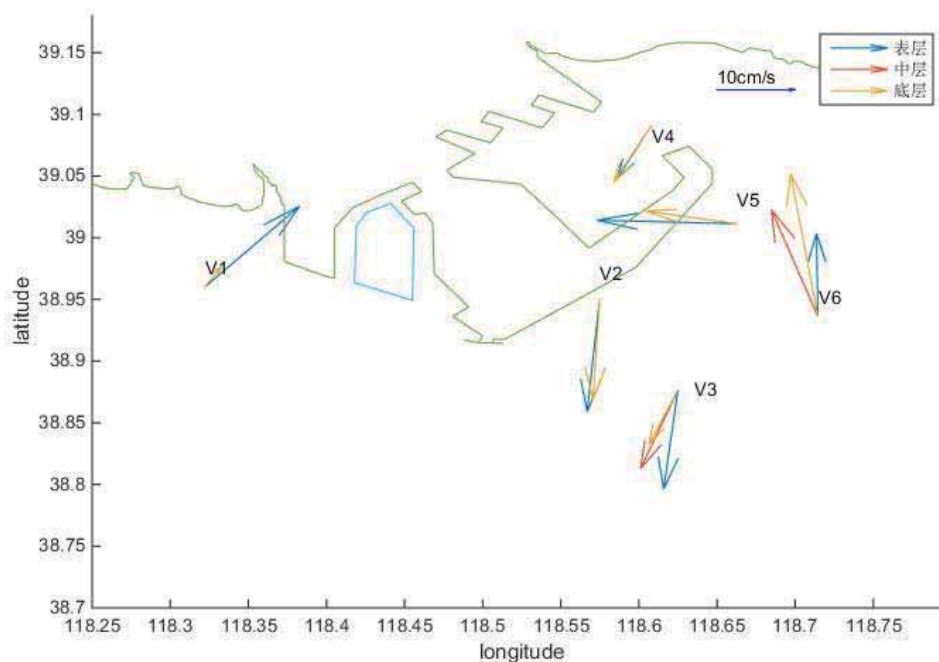 39.15
39.1
39.05
39
38.95
38.9
38.85
38.8
38.75
38.7
latitude
118.25
118.3
118.35
118.4
118.45
118.5
118.55
118.6
118.65
118.7
118.75
longitude
表层
中层
底层
10cm/s
V4
V5
V1
V2
V6
V3